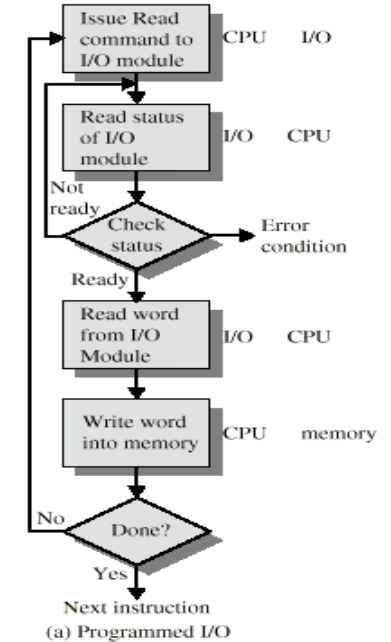 Issue Read
command to
I/O module
CPU I/O
Read status
of I/O
module
I/O CPU
Not
ready
Check
status
Error
condition
Ready
Read word
from I/O
Module
I/O CPU
Write word
into memory
CPU memory
No
Done?
Yes
Next instruction
(a) Programmed I/O